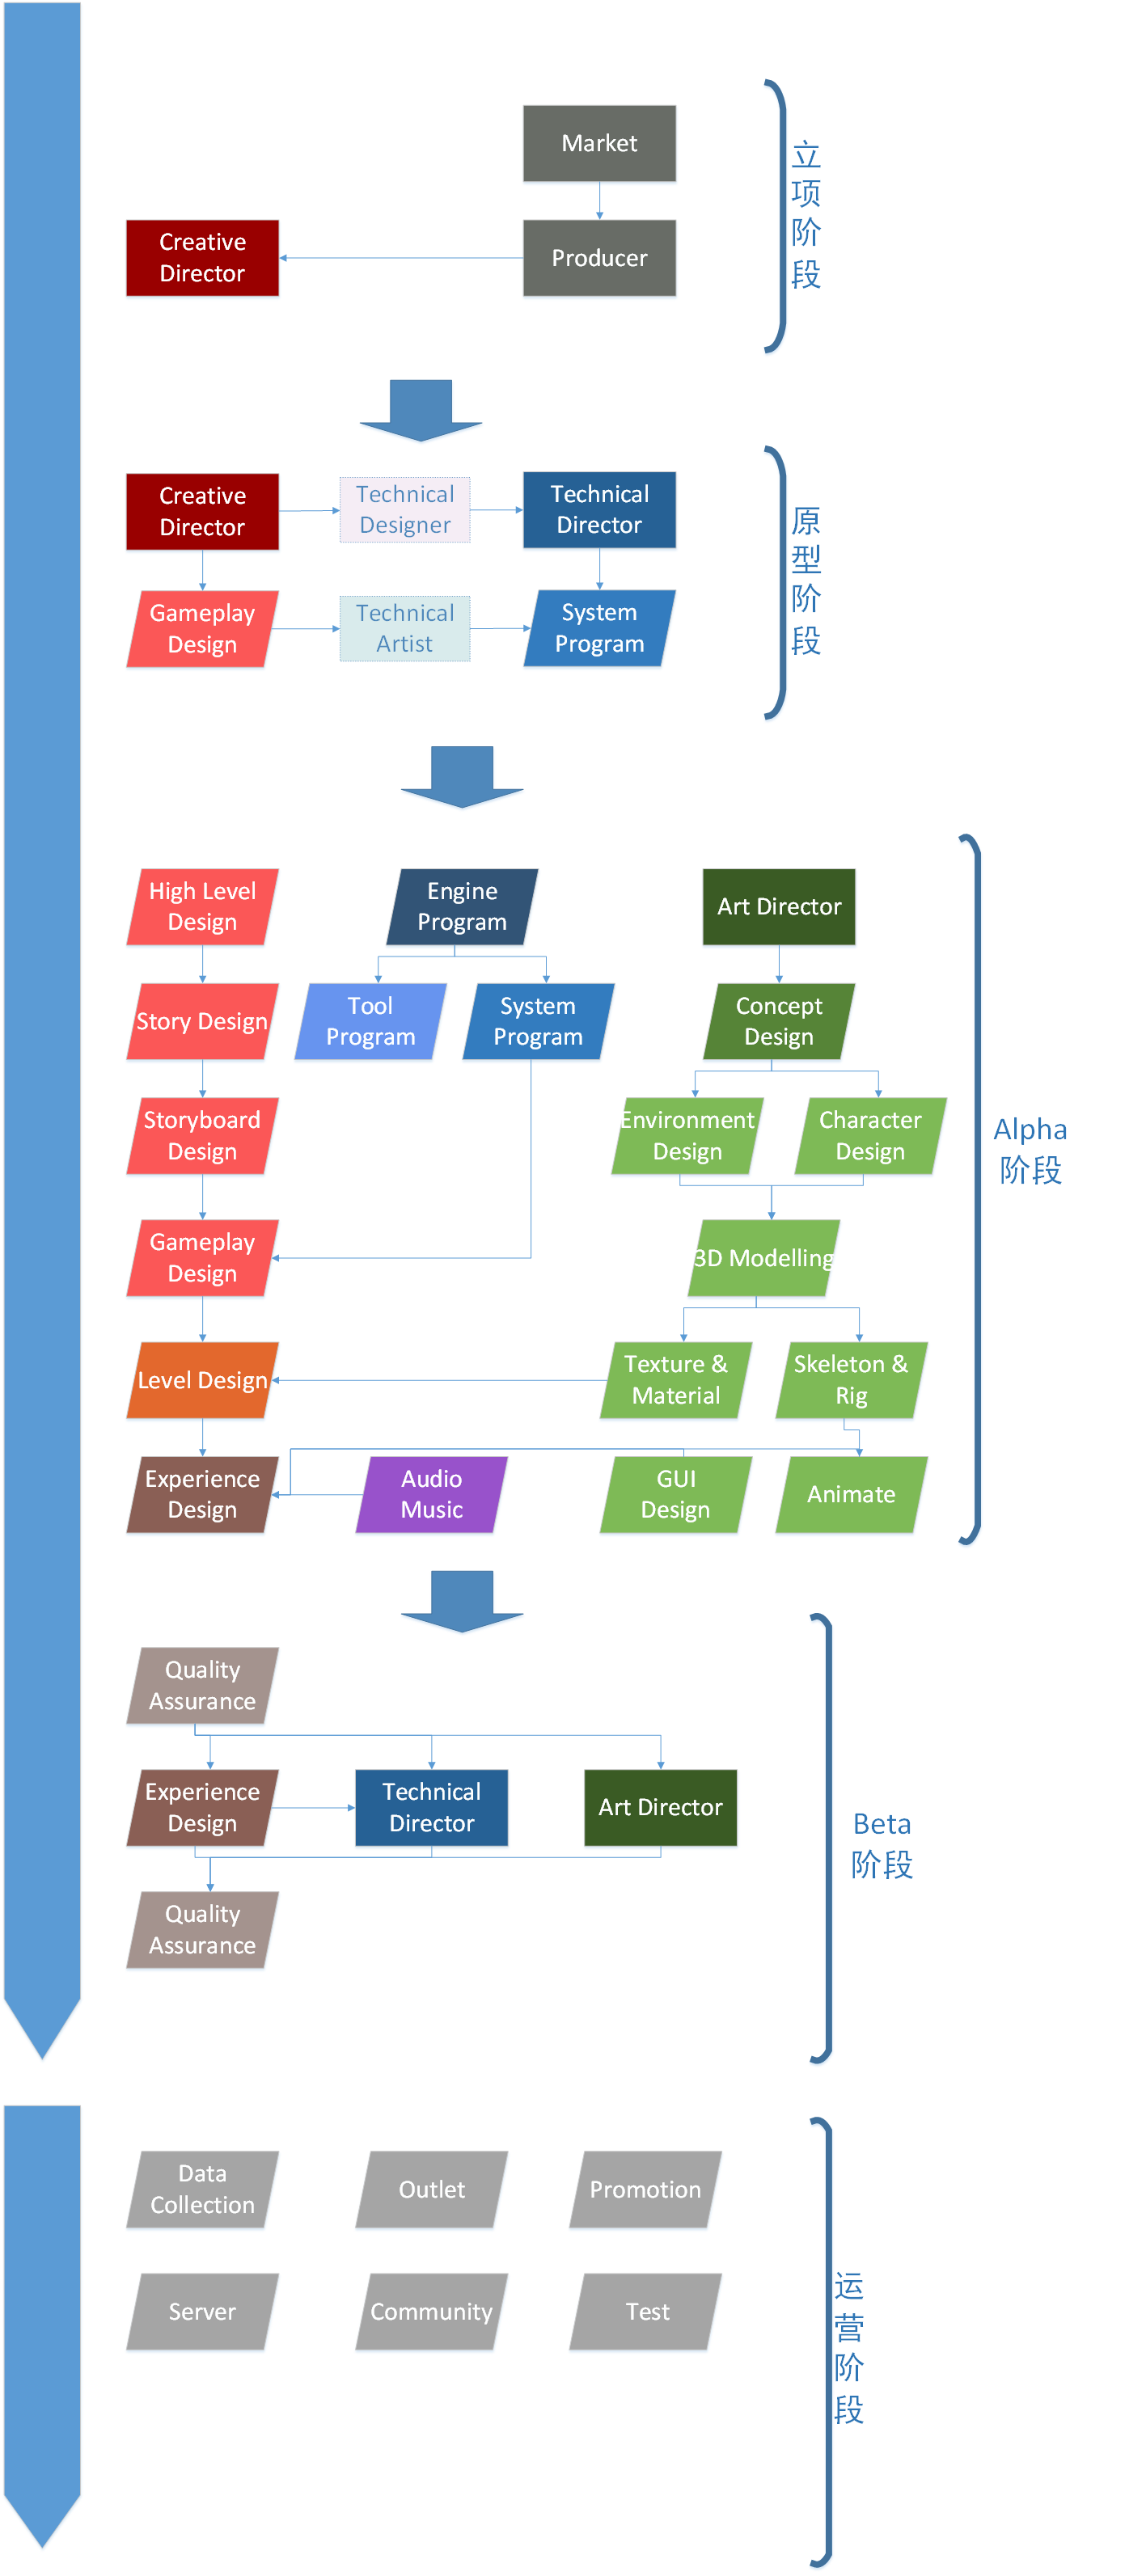 Market
立
项
阶
段
Creative
Director
Producer
Creative
Director
Technical
Designer
Technical
Director
原
型
阶
段
Gameplay
Design
Technical
Artist
System
Program
High Level
Design
Engine
Program
Art Director
Story Design
Tool
Program
System
Program
Concept
Design
Storyboard
Design
Environment
Design
Character
Design
Alpha
阶段
Gameplay
Design
3D Modelling
Level Design
Texture &
Material
Skeleton &
Rig
Experience
Design
Audio
Music
GUI
Design
Animate
Quality
Assurance
Experience
Design
Technical
Director
Art Director
Beta
阶段
Quality
Assurance
Data
Collection
Outlet
Promotion
Server
Community
Test
运
营
阶
段